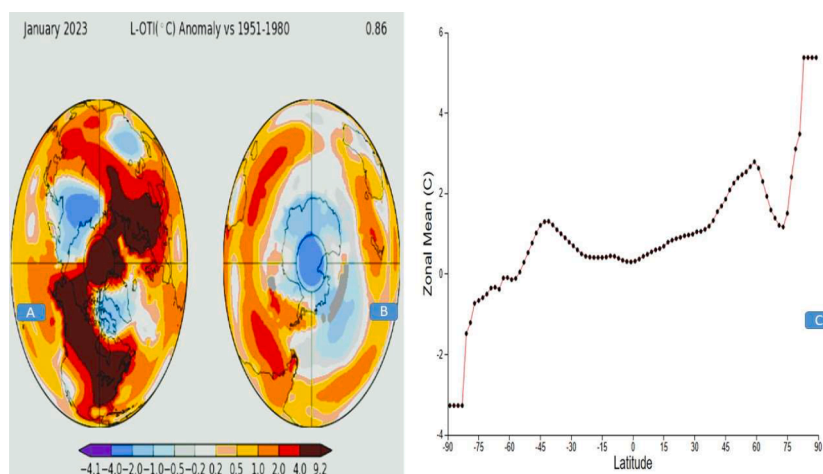 January 2023 L-OTI(°C) Anomaly vs 1951-1980 0.86
A
B
−4.1 −4.0 −2.0 −1.0 −0.5 −0.2 0.2 0.5 1.0 2.0 4.0 9.2
6
4
2
0
-2
-4
Zonal Mean (C)
-90 -75 -60 -45 -30 -15 0 15 30 45 60 75 90
Latitude
C